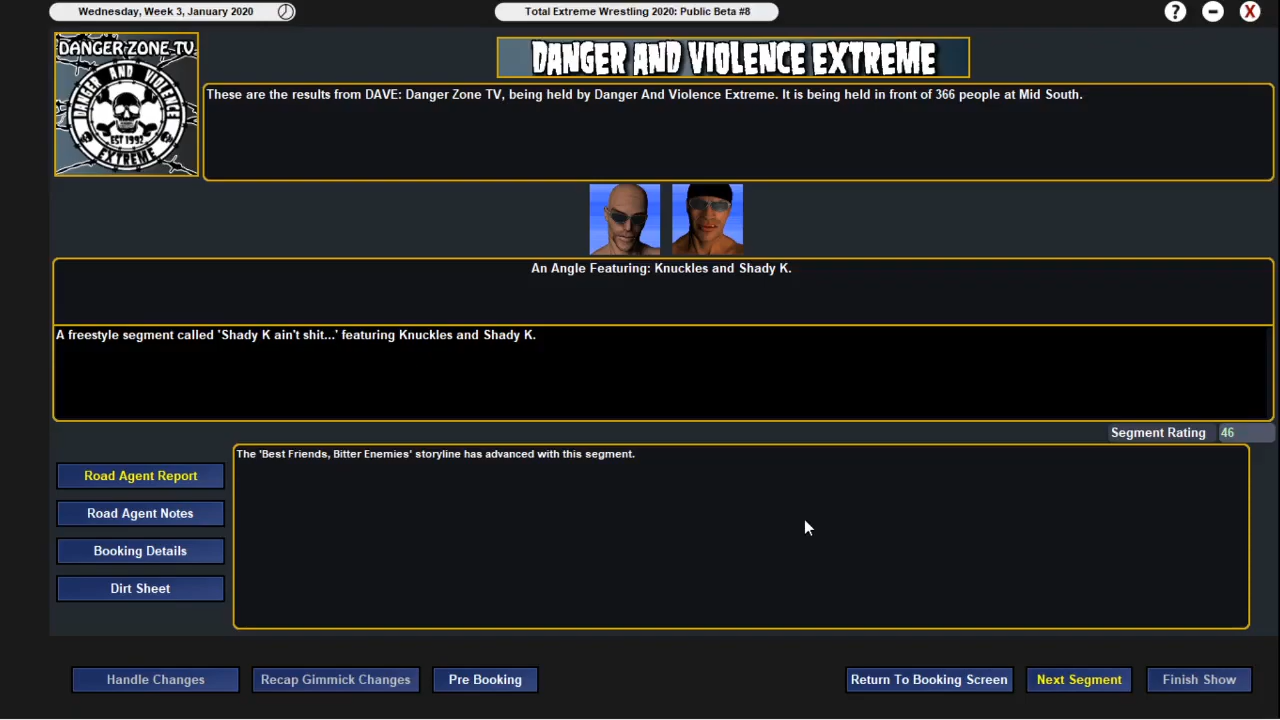 Wednesday, Week 3, January 2020
Total Extreme Wrestling 2020: Public Beta #8
?
X
DANGER ZONE TV
DANGER AND VIOLENCE
EST 1992
EXTREME
DANGER AND VIOLENCE EXTREME
These are the results from DAVE: Danger Zone TV, being held by Danger And Violence Extreme. It is being held in front of 366 people at Mid South.
An Angle Featuring: Knuckles and Shady K.
A freestyle segment called 'Shady K ain't shit...' featuring Knuckles and Shady K.
Segment Rating 46
The 'Best Friends, Bitter Enemies' storyline has advanced with this segment.
Road Agent Report
Road Agent Notes
Booking Details
Dirt Sheet
Handle Changes
Recap Gimmick Changes
Pre Booking
Return To Booking Screen
Next Segment
Finish Show